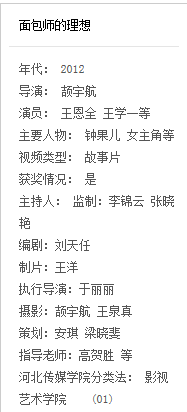 面包师的理想
年代： 2012
导演： 颉宇航
演员： 王恩全 王学一等
主要人物： 钟果儿 女主角等
视频类型： 故事片
获奖情况： 是
主持人： 监制：李锦云 张晓
艳
编剧：刘天任
制片：王洋
执行导演：于丽丽
摄影：颉宇航 王泉真
策划：安琪 梁晓斐
指导老师：高贺胜 等
河北传媒学院分类法： 影视
艺术学院 （01）